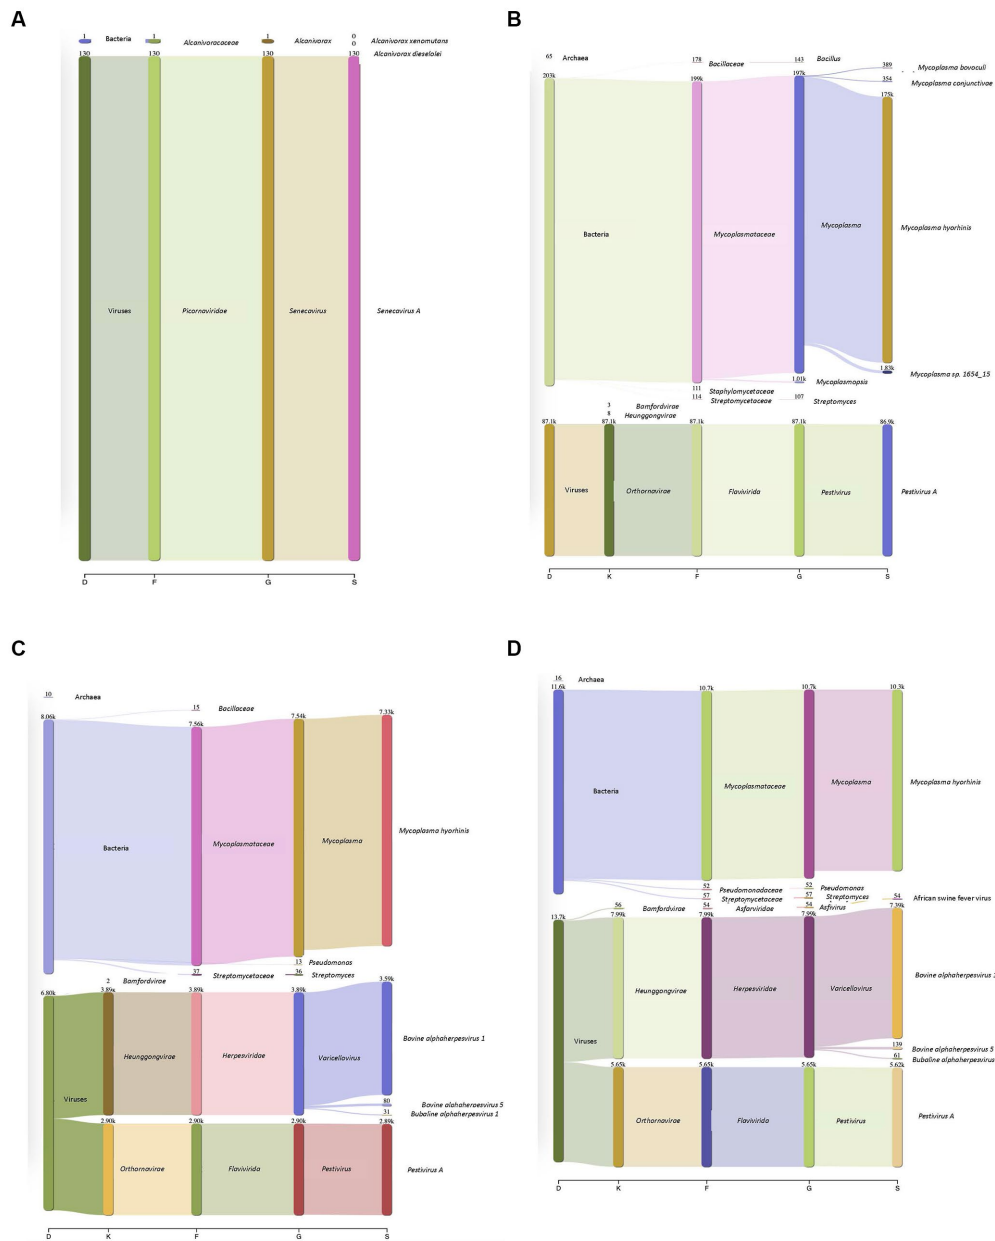 A
1 Bacteria 1 Alcanivoracaceae 1 Alcanivorax 0 Alcanivorax xenomutans
0
130 130 130 130 Alcanivorax dieselolei
Viruses Picornaviridae Senecavirus Senecavirus A
D F G S
B
65 Archaea 178 Bacillaceae 143 Bacillus
389 Mycoplasma bovoculi
354 Mycoplasma conjunctivae
203k 199k 197k 175k
Bacteria Mycoplasmataceae Mycoplasma Mycoplasma hyorhinis
1.83k Mycoplasma sp. 1654_15
1.01k Mycoplasmopsis
111 Staphylomycetaceae
114 Streptomycetaceae 107 Streptomyces
3 Bamfordvirae
8 Heunggongvirae
87.1k 87.1k 87.1k 87.1k 86.9k
Viruses Orthornavirae Flavivirida Pestivirus Pestivirus A
D K F G S
C
10 Archaea
15 Bacillaceae
8.06k 7.56k 7.54k 7.33k
Bacteria Mycoplasmataceae Mycoplasma Mycoplasma hyorhinis
13 Pseudomonas
37 Streptomycetaceae 36 Streptomyces
2 Bamfordvirae
6.80k 3.89k 3.89k 3.89k 3.59k
Heunggongvirae Herpesviridae Varicellovirus Bovine alphaherpesvirus 1
Viruses
80 Bovine alphaherpesvirus 5
31 Bubaline alphaherpesvirus 1
2.90k 2.90k 2.90k 2.89k
Orthornavirae Flavivirida Pestivirus Pestivirus A
D K F G S
D
16 Archaea
11.6k 10.7k 10.7k 10.3k
Bacteria Mycoplasmataceae Mycoplasma Mycoplasma hyorhinis
52 Pseudomonadaceae 52 Pseudomonas
57 Streptomycetaceae 57 Streptomyces 54 African swine fever virus
56 Bamfordvirae 54 Asfarviridae 54 Asfivirus
13.7k 7.99k 7.99k 7.99k 7.39k
Heunggongvirae Herpesviridae Varicellovirus Bovine alphaherpesvirus
Viruses
139 Bovine alphaherpesvirus 5
61 Bubaline alphaherpesvirus
5.65k 5.65k 5.65k 5.62k
Orthornavirae Flavivirida Pestivirus Pestivirus A
D K F G S